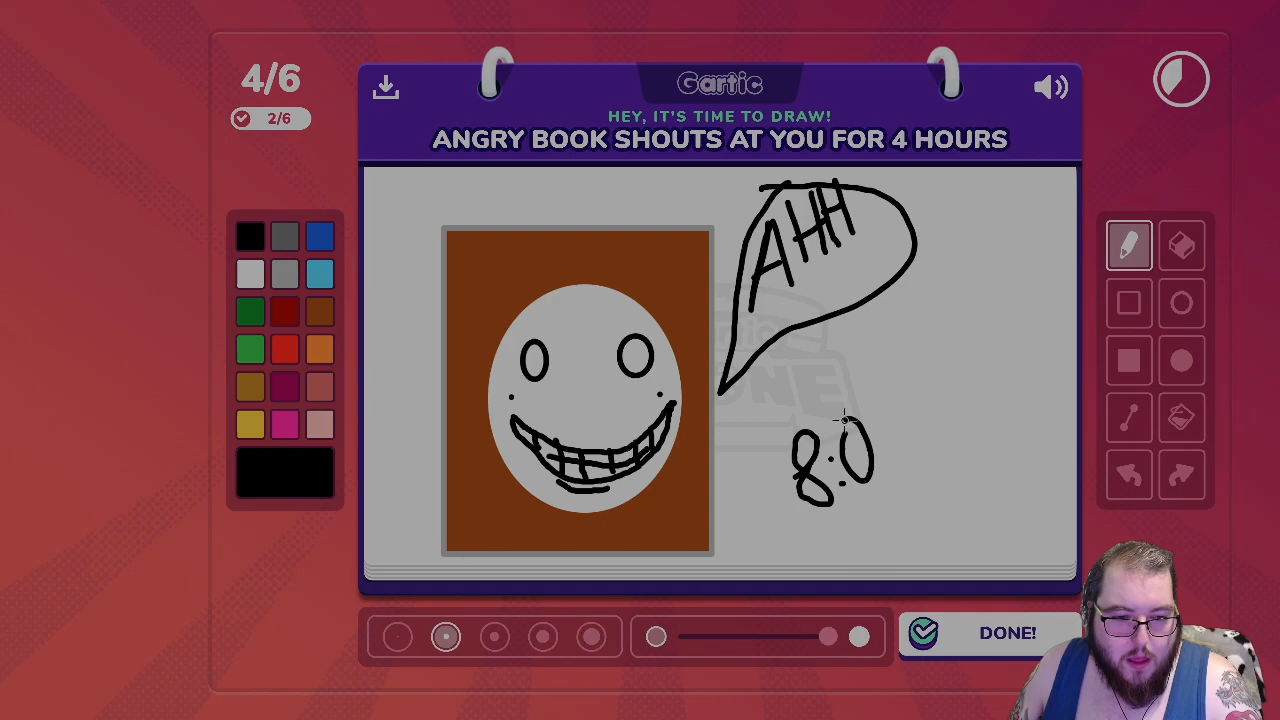 4/6
2/6
Gartic
HEY, IT'S TIME TO DRAW!
ANGRY BOOK SHOUTS AT YOU FOR 4 HOURS
AHH
8:0
DONE!